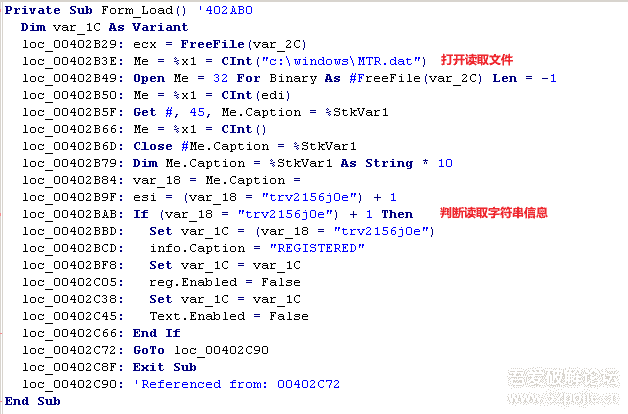 Private Sub Form_Load() '402AB0
Dim var_1C As Variant
loc_00402B29: ecx = FreeFile(var_2C)
loc_00402B3E: Me = %x1 = CInt("c:\windows\MTR.dat") 打开读取文件
loc_00402B49: Open Me = 32 For Binary As #FreeFile(var_2C) Len = -1
loc_00402B50: Me = %x1 = CInt(edi)
loc_00402B5F: Get #, 45, Me.Caption = %StkVar1
loc_00402B66: Me = %x1 = CInt()
loc_00402B6D: Close #Me.Caption = %StkVar1
loc_00402B79: Dim Me.Caption = %StkVar1 As String * 10
loc_00402B84: var_18 = Me.Caption =
loc_00402B9F: esi = (var_18 = "trv2156j0e") + 1
loc_00402BAB: If (var_18 = "trv2156j0e") + 1 Then 判断读取字符串信息
loc_00402BBD: Set var_1C = (var_18 = "trv2156j0e")
loc_00402BCD: info.Caption = "REGISTERED"
loc_00402BF8: Set var_1C = var_1C
loc_00402C05: reg.Enabled = False
loc_00402C38: Set var_1C = var_1C
loc_00402C45: Text.Enabled = False
loc_00402C66: End If
loc_00402C72: GoTo loc_00402C90
loc_00402C8F: Exit Sub
loc_00402C90: 'Referenced from: 00402C72
End Sub
吾爱破解论坛
www.52pojie.cn